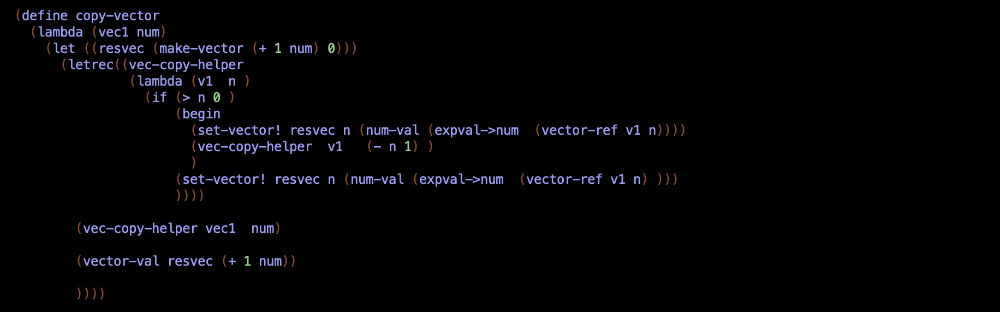 (define copy-vector
  (lambda (vec1 num)
    (let ((resvec (make-vector (+ 1 num) 0)))
      (letrec((vec-copy-helper
               (lambda (v1  n )
                 (if (> n 0 )
                     (begin
                       (set-vector! resvec n (num-val (expval->num  (vector-ref v1 n))))
                       (vec-copy-helper  v1   (- n 1) )
                       )
                     (set-vector! resvec n (num-val (expval->num  (vector-ref v1 n) )))
                     ))))

        (vec-copy-helper vec1  num)

        (vector-val resvec (+ 1 num))

        ))))